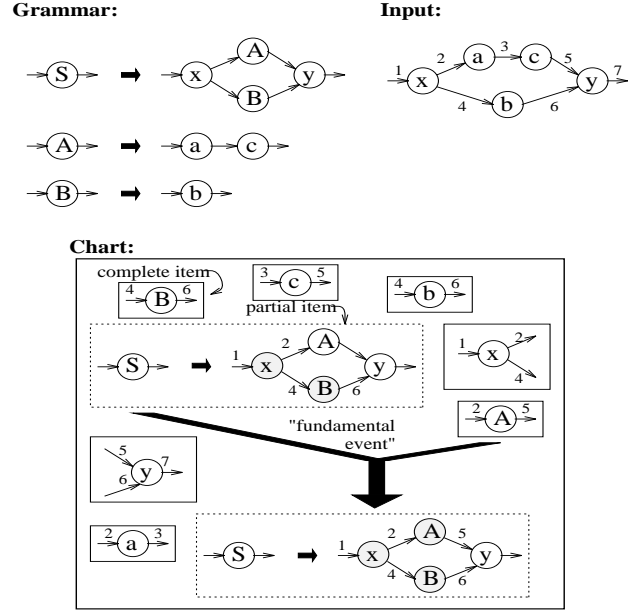 Grammar:
S
x
A
B
y
A
a
c
B
b
Input:
1
x
2
a
3
c
5
4
b
6
y
7
Chart:
complete item
4
B
6
3
c
5
4
b
6
partial item
S
1
x
2
A
4
B
6
y
1
x
2
4
2
A
5
"fundamental
event"
5
6
y
7
2
a
3
S
1
x
2
A
5
4
B
6
y